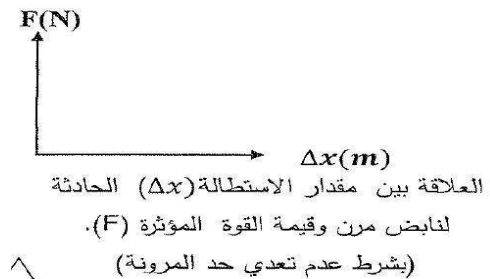 F(N)
Δx(m)
العلاقة بين مقدار الاستطالة (Δx) الحادثة
لنابض مرن وقيمة القوة المؤثرة (F).
(بشرط عدم تعدي حد المرونة)